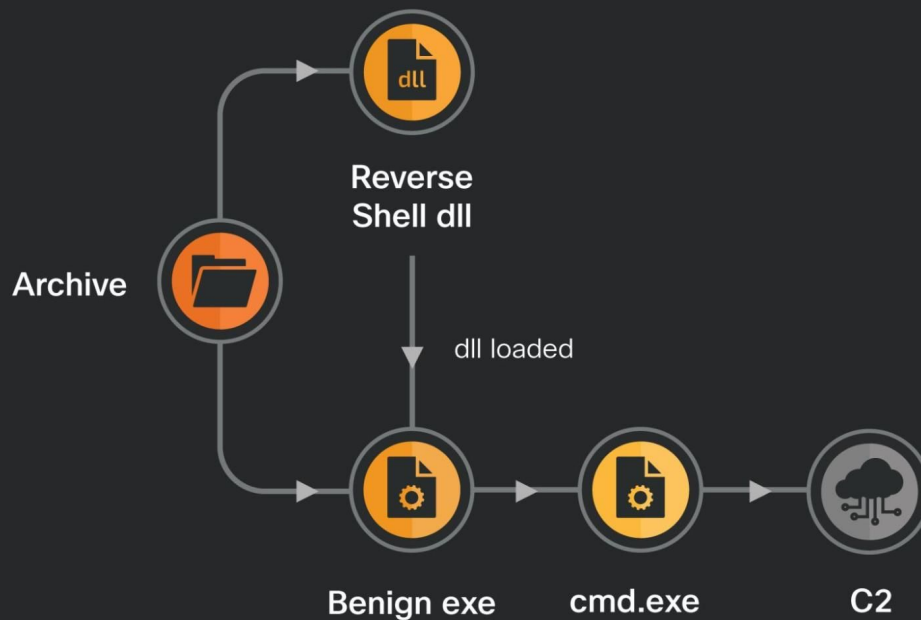 dll
Reverse
Shell dll
Archive
dll loaded
Benign exe
cmd.exe
C2